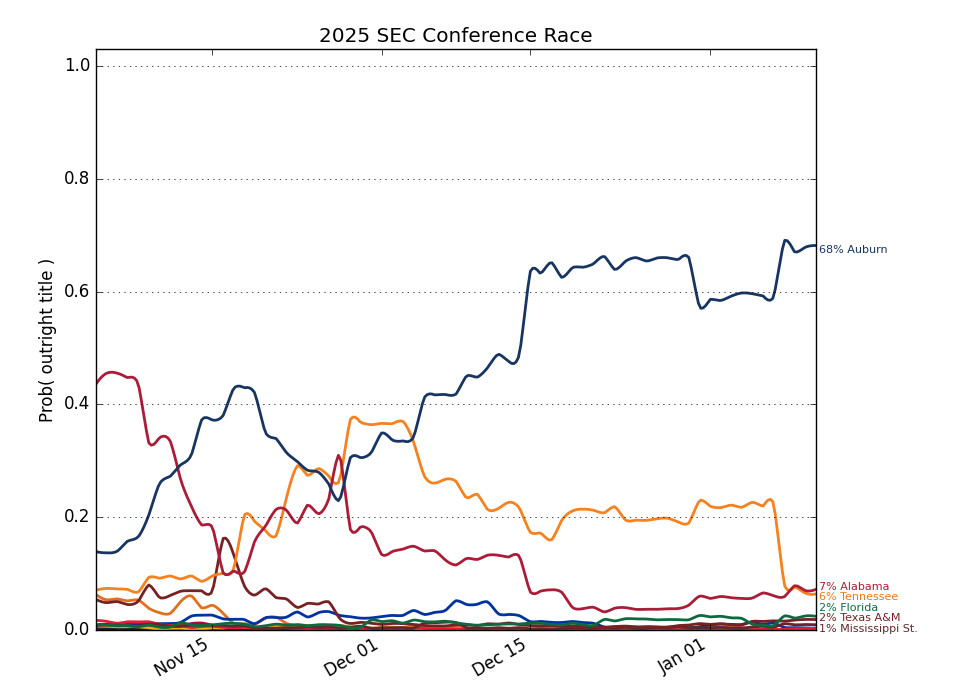 2025 SEC Conference Race
Prob( outright title )
1.0
0.8
0.6
0.4
0.2
0.0
68% Auburn
7% Alabama
6% Tennessee
2% Florida
2% Texas A&M
1% Mississippi St.
Nov 15
Dec 01
Dec 15
Jan 01